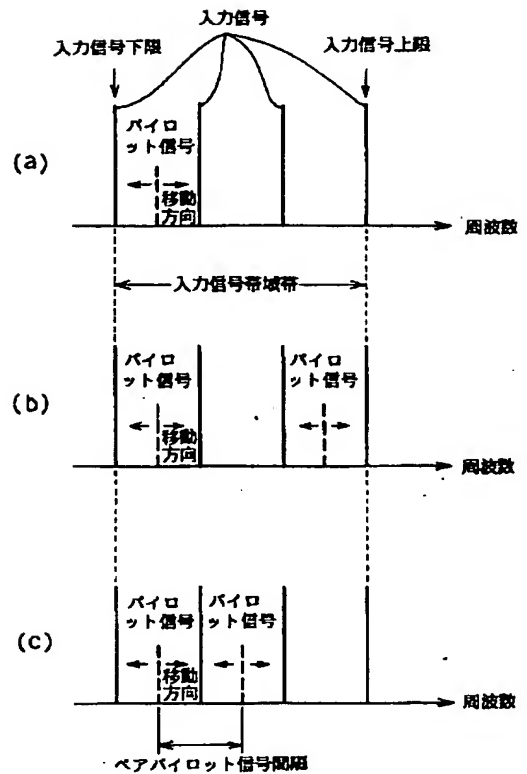 入力信号
入力信号下限
入力信号上限
(a)
パイロ
ット信号
移動
方向
周波数
入力信号帯域帯
(b)
パイロ
ット信号
移動
方向
パイロ
ット信号
周波数
(c)
パイロ
ット信号
移動
方向
パイロ
ット信号
周波数
ペアパイロット信号間隔